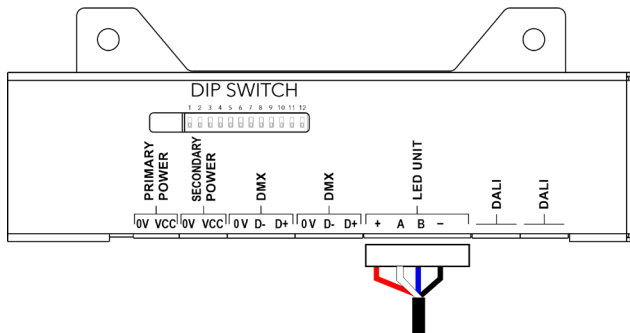 DIP SWITCH
1 2 3 4 5 6 7 8 9 10 11 12
PRIMARY
POWER
SECONDARY
POWER
DMX
DMX
LED UNIT
DALI
DALI
0V VCC 0V VCC 0V D- D+ 0V D- D+ + A B –